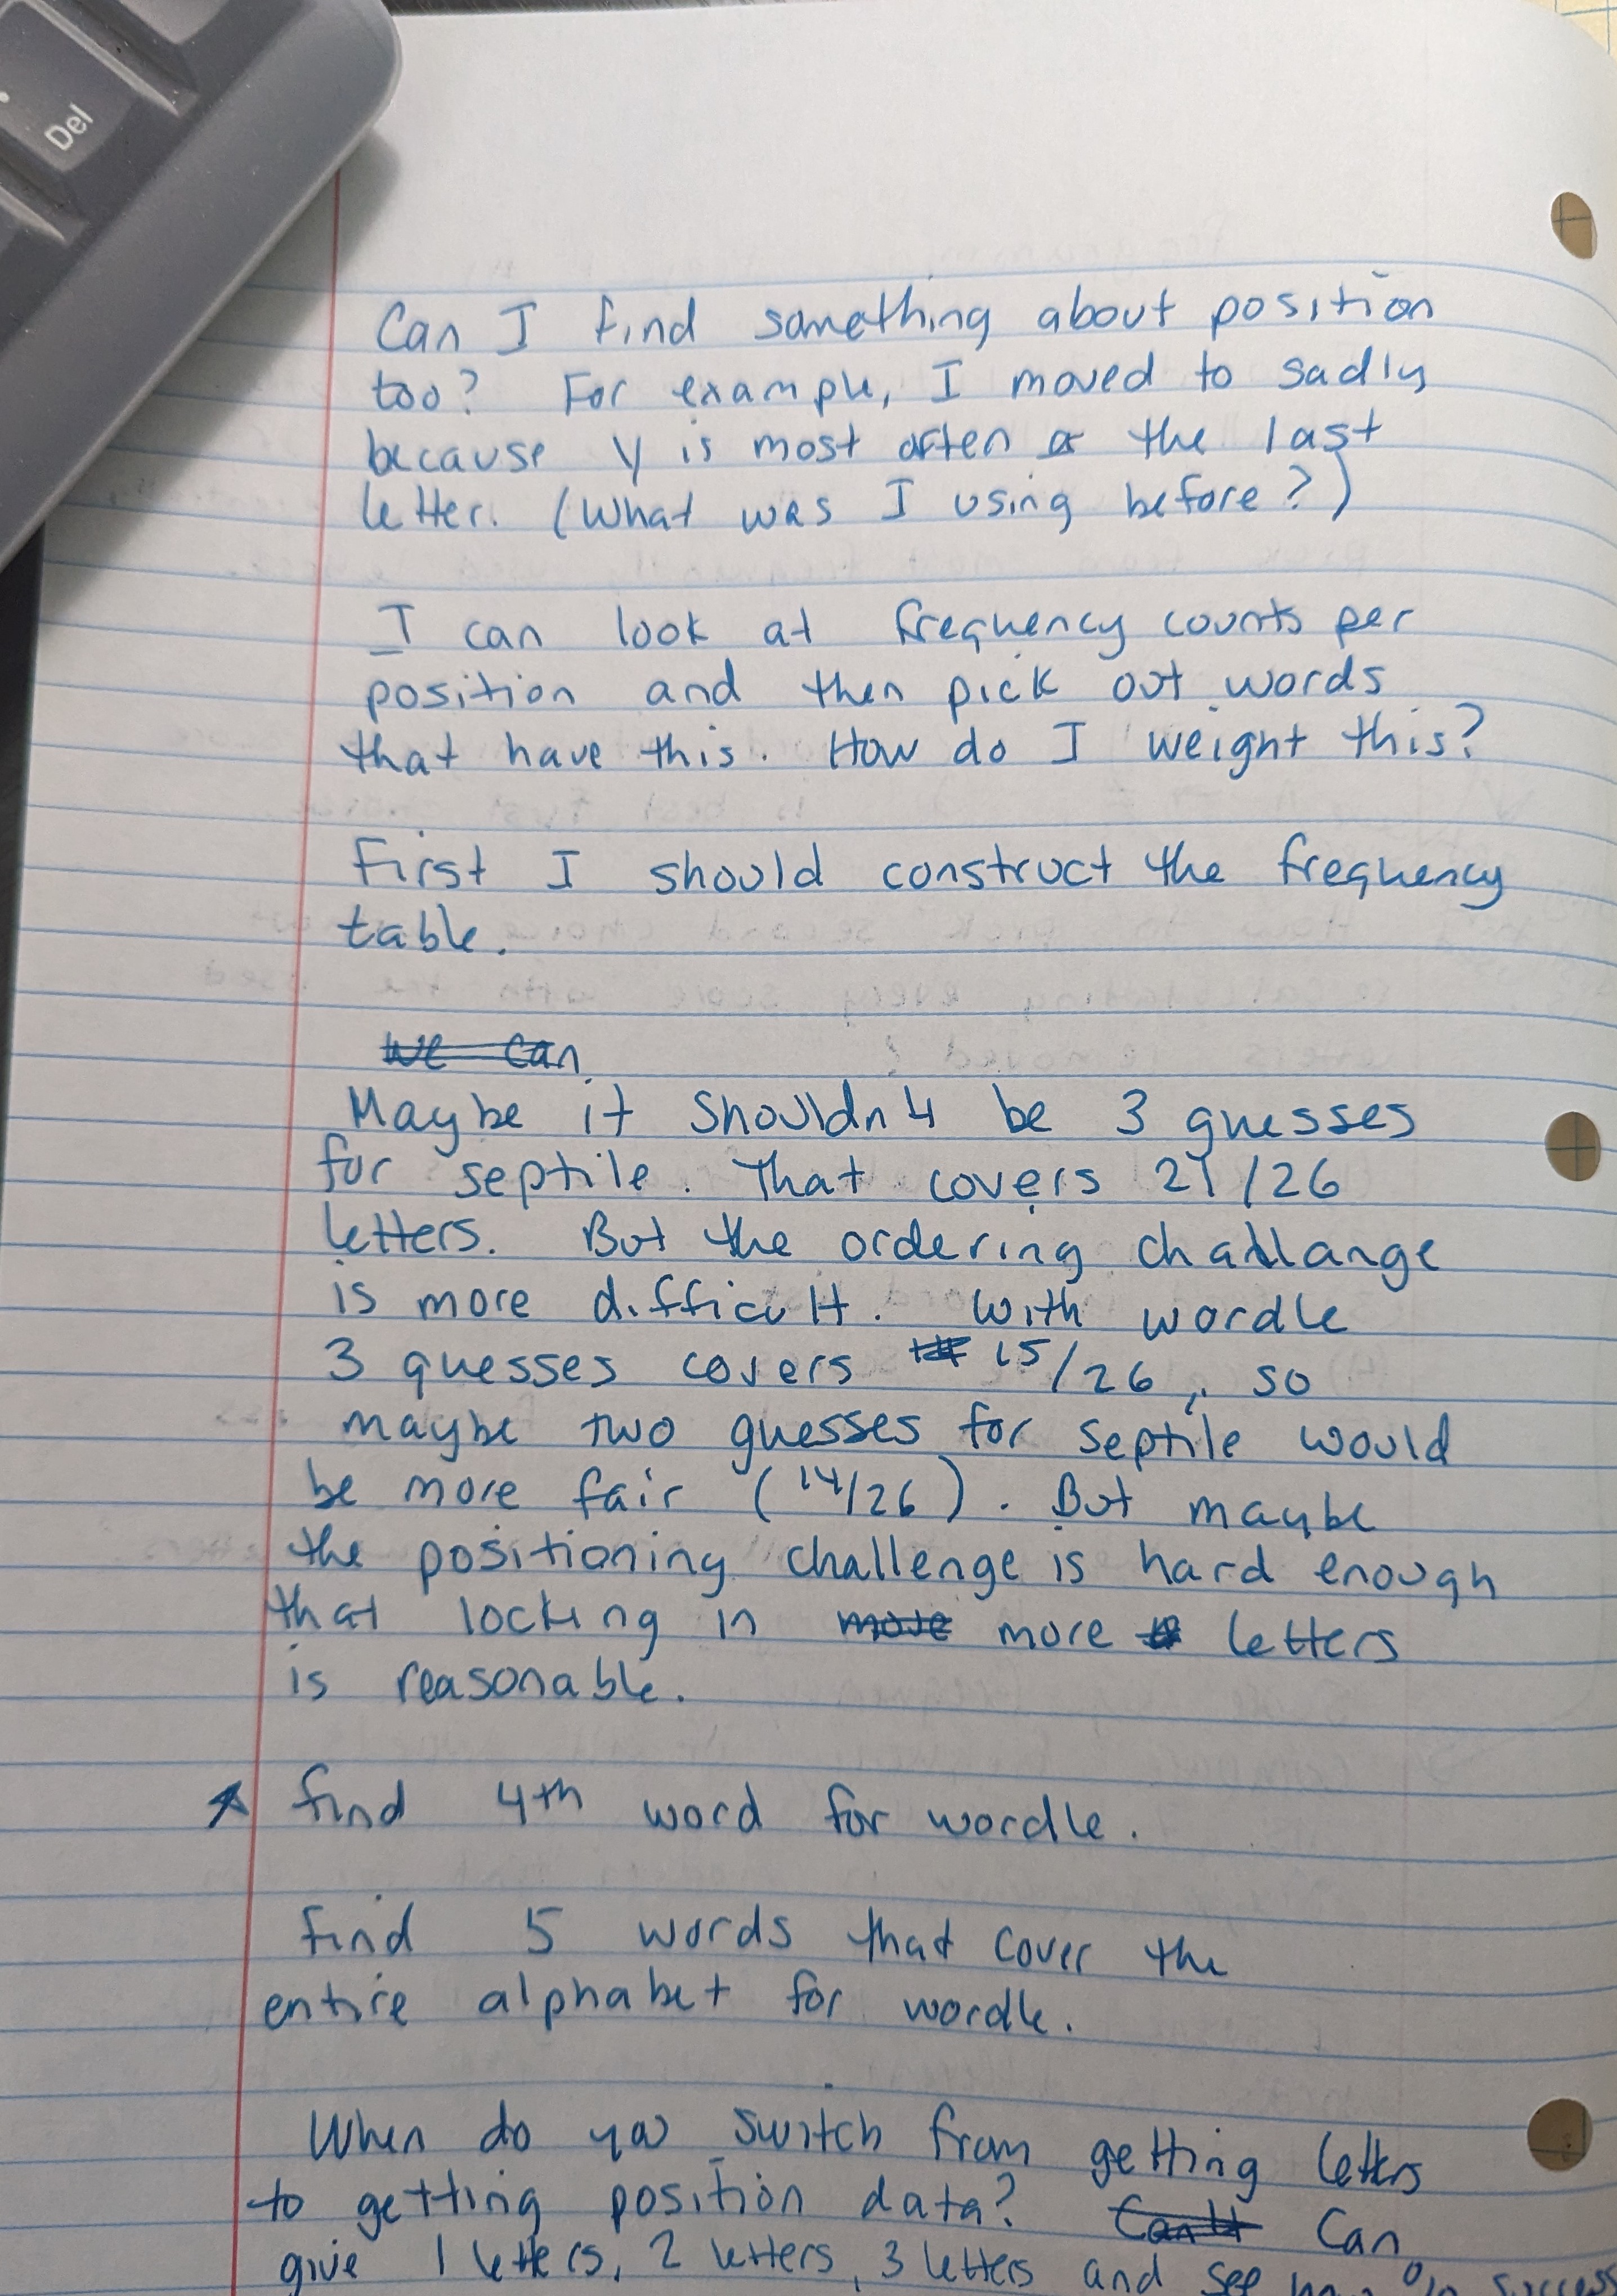 Del
Can I find something about position
too? For example, I moved to sadly
because y is most often the last
letter. (What was I using before?)
I can look at frequency counts per
position and then pick out words
that have this. How do I weight this?
First I should construct the frequency
table.
We can
Maybe it shouldn't be 3 guesses
for septile. That covers 21/26
letters. But the ordering challange
is more difficult. With wordle
3 guesses covers 15/26, so
maybe two guesses for septile would
be more fair (14/26). But maybe
the positioning challenge is hard enough
that locking in more more letters
is reasonable.
find 4th word for wordle.
find 5 words that cover the
entire alphabet for wordle.
When do you switch from getting letters
to getting position data? Can't Can
give 1 letters, 2 letters, 3 letters and see